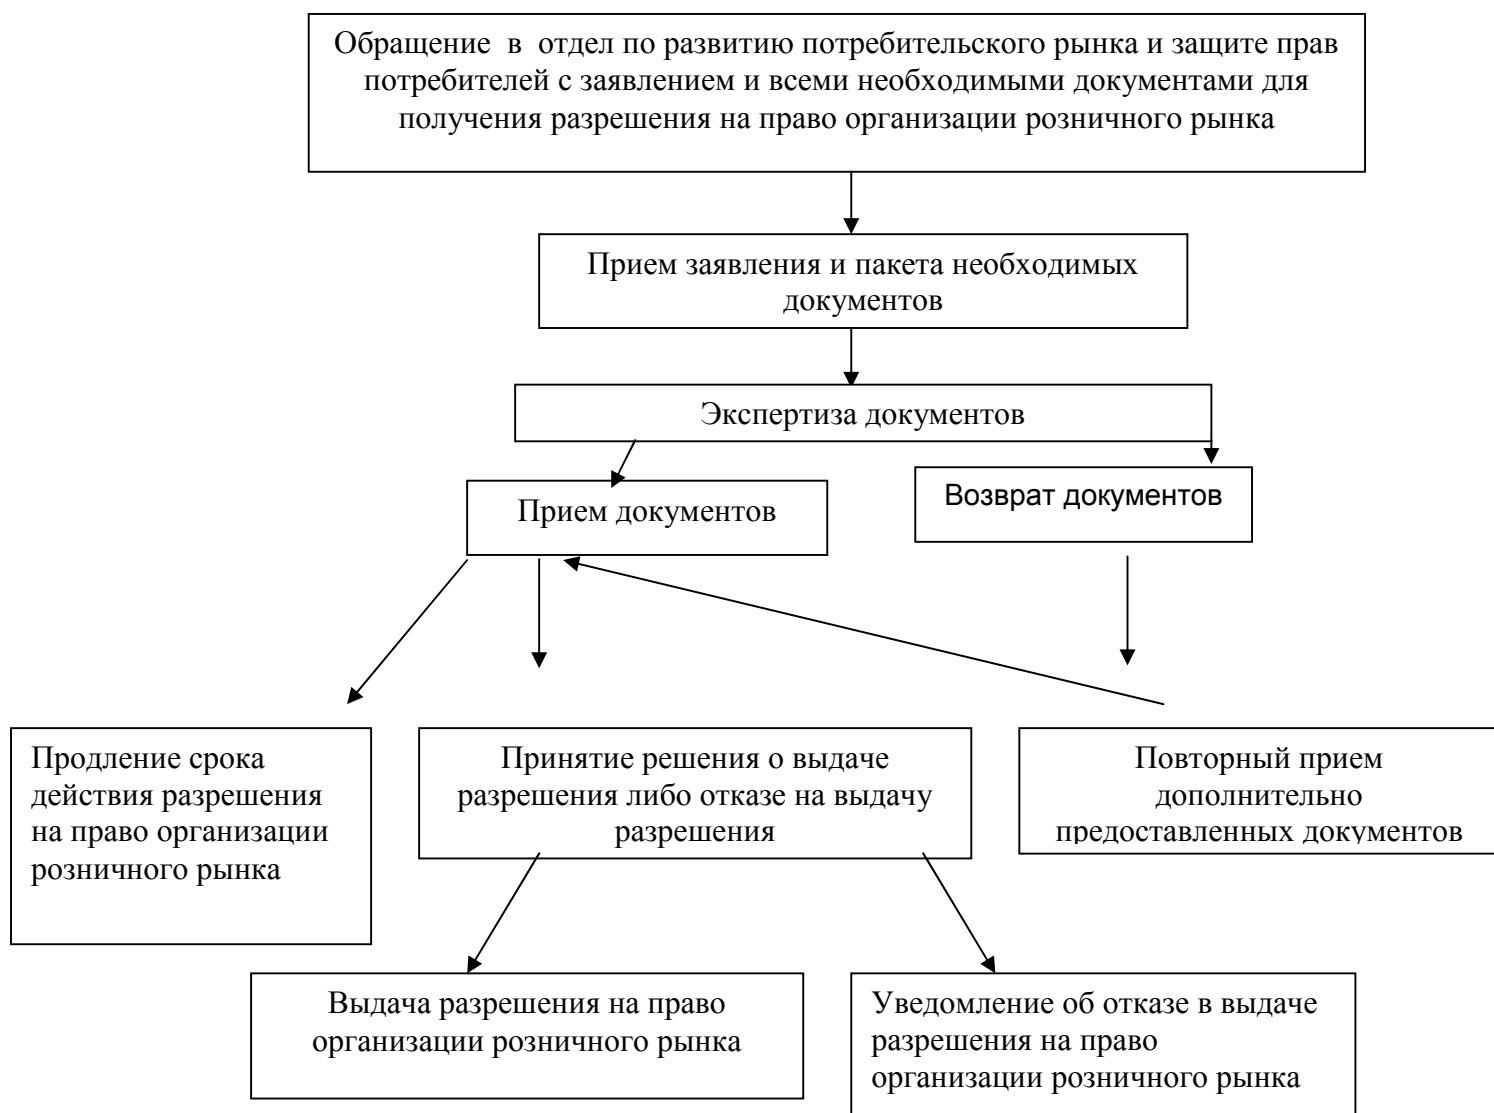 Обращение в отдел по развитию потребительского рынка и защите прав
потребителей с заявлением и всеми необходимыми документами для
получения разрешения на право организации розничного рынка
Прием заявления и пакета необходимых
документов
Экспертиза документов
Прием документов
Возврат документов
Продление срока
действия разрешения
на право организации
розничного рынка
Принятие решения о выдаче
разрешения либо отказе на выдачу
разрешения
Повторный прием
дополнительно
предоставленных документов
Выдача разрешения на право
организации розничного рынка
Уведомление об отказе в выдаче
разрешения на право
организации розничного рынка